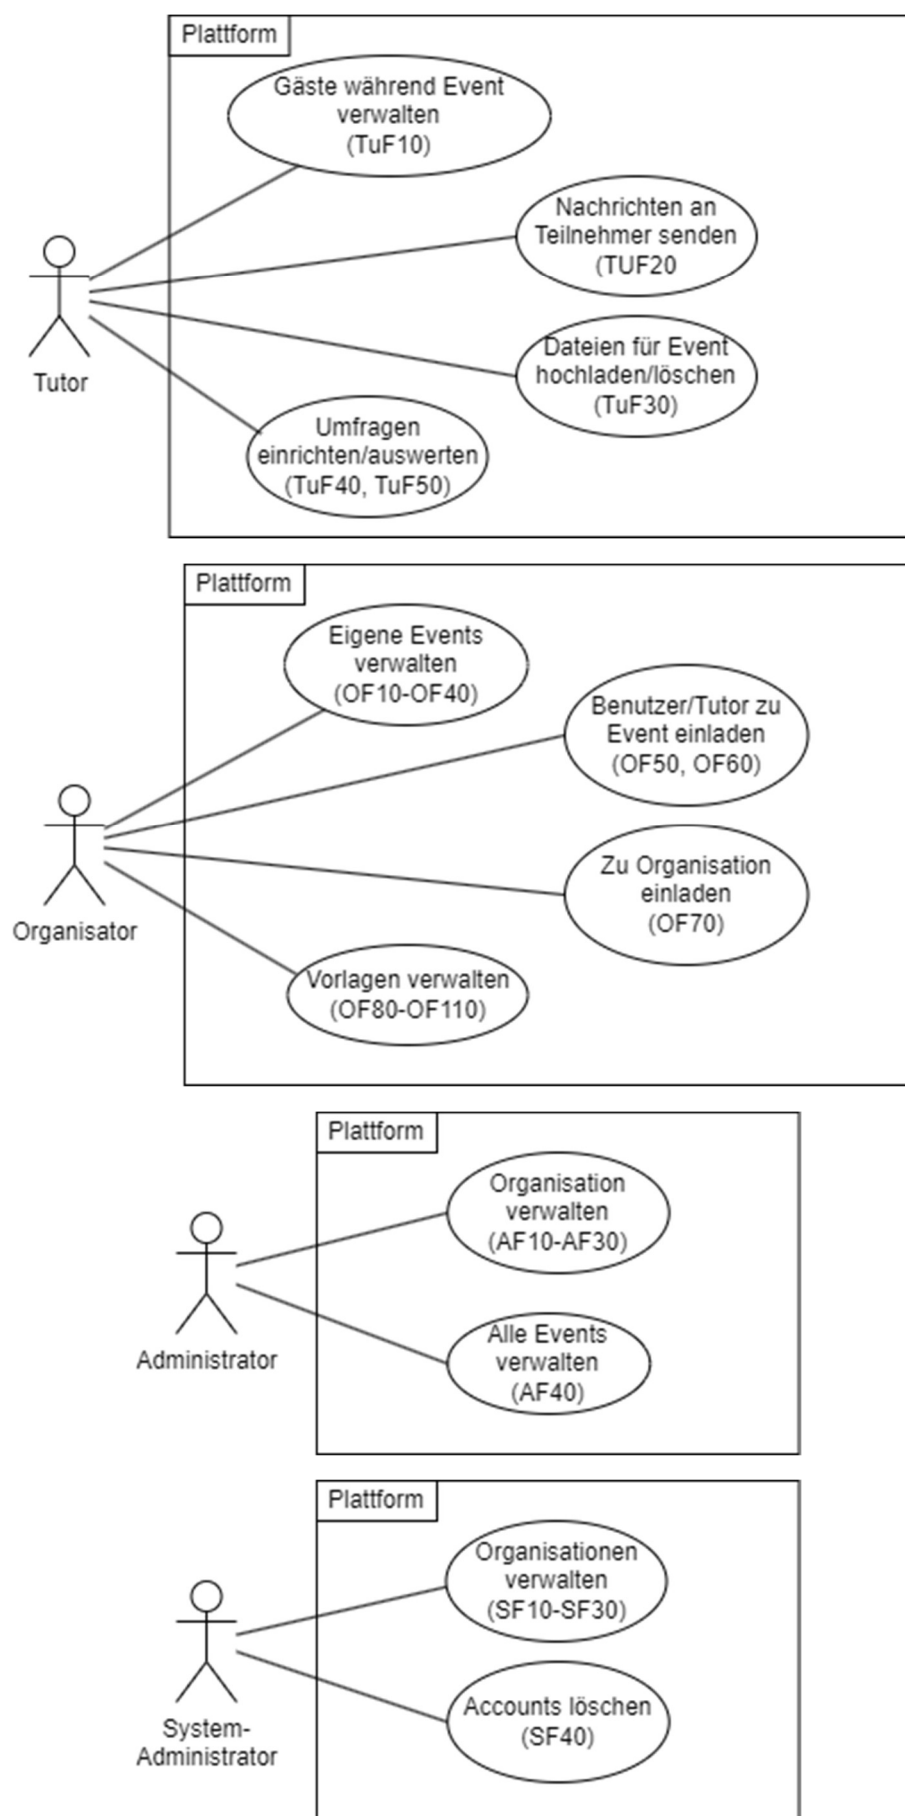 Plattform
Gäste während Event
verwalten
(TuF10)
Nachrichten an
Teilnehmer senden
(TUF20
Dateien für Event
hochladen/löschen
(TuF30)
Tutor
Umfragen
einrichten/auswerten
(TuF40, TuF50)
Plattform
Eigene Events
verwalten
(OF10-OF40)
Benutzer/Tutor zu
Event einladen
(OF50, OF60)
Zu Organisation
einladen
(OF70)
Organisator
Vorlagen verwalten
(OF80-OF110)
Plattform
Organisation
verwalten
(AF10-AF30)
Alle Events
verwalten
(AF40)
Administrator
Plattform
Organisationen
verwalten
(SF10-SF30)
Accounts löschen
(SF40)
System-
Administrator